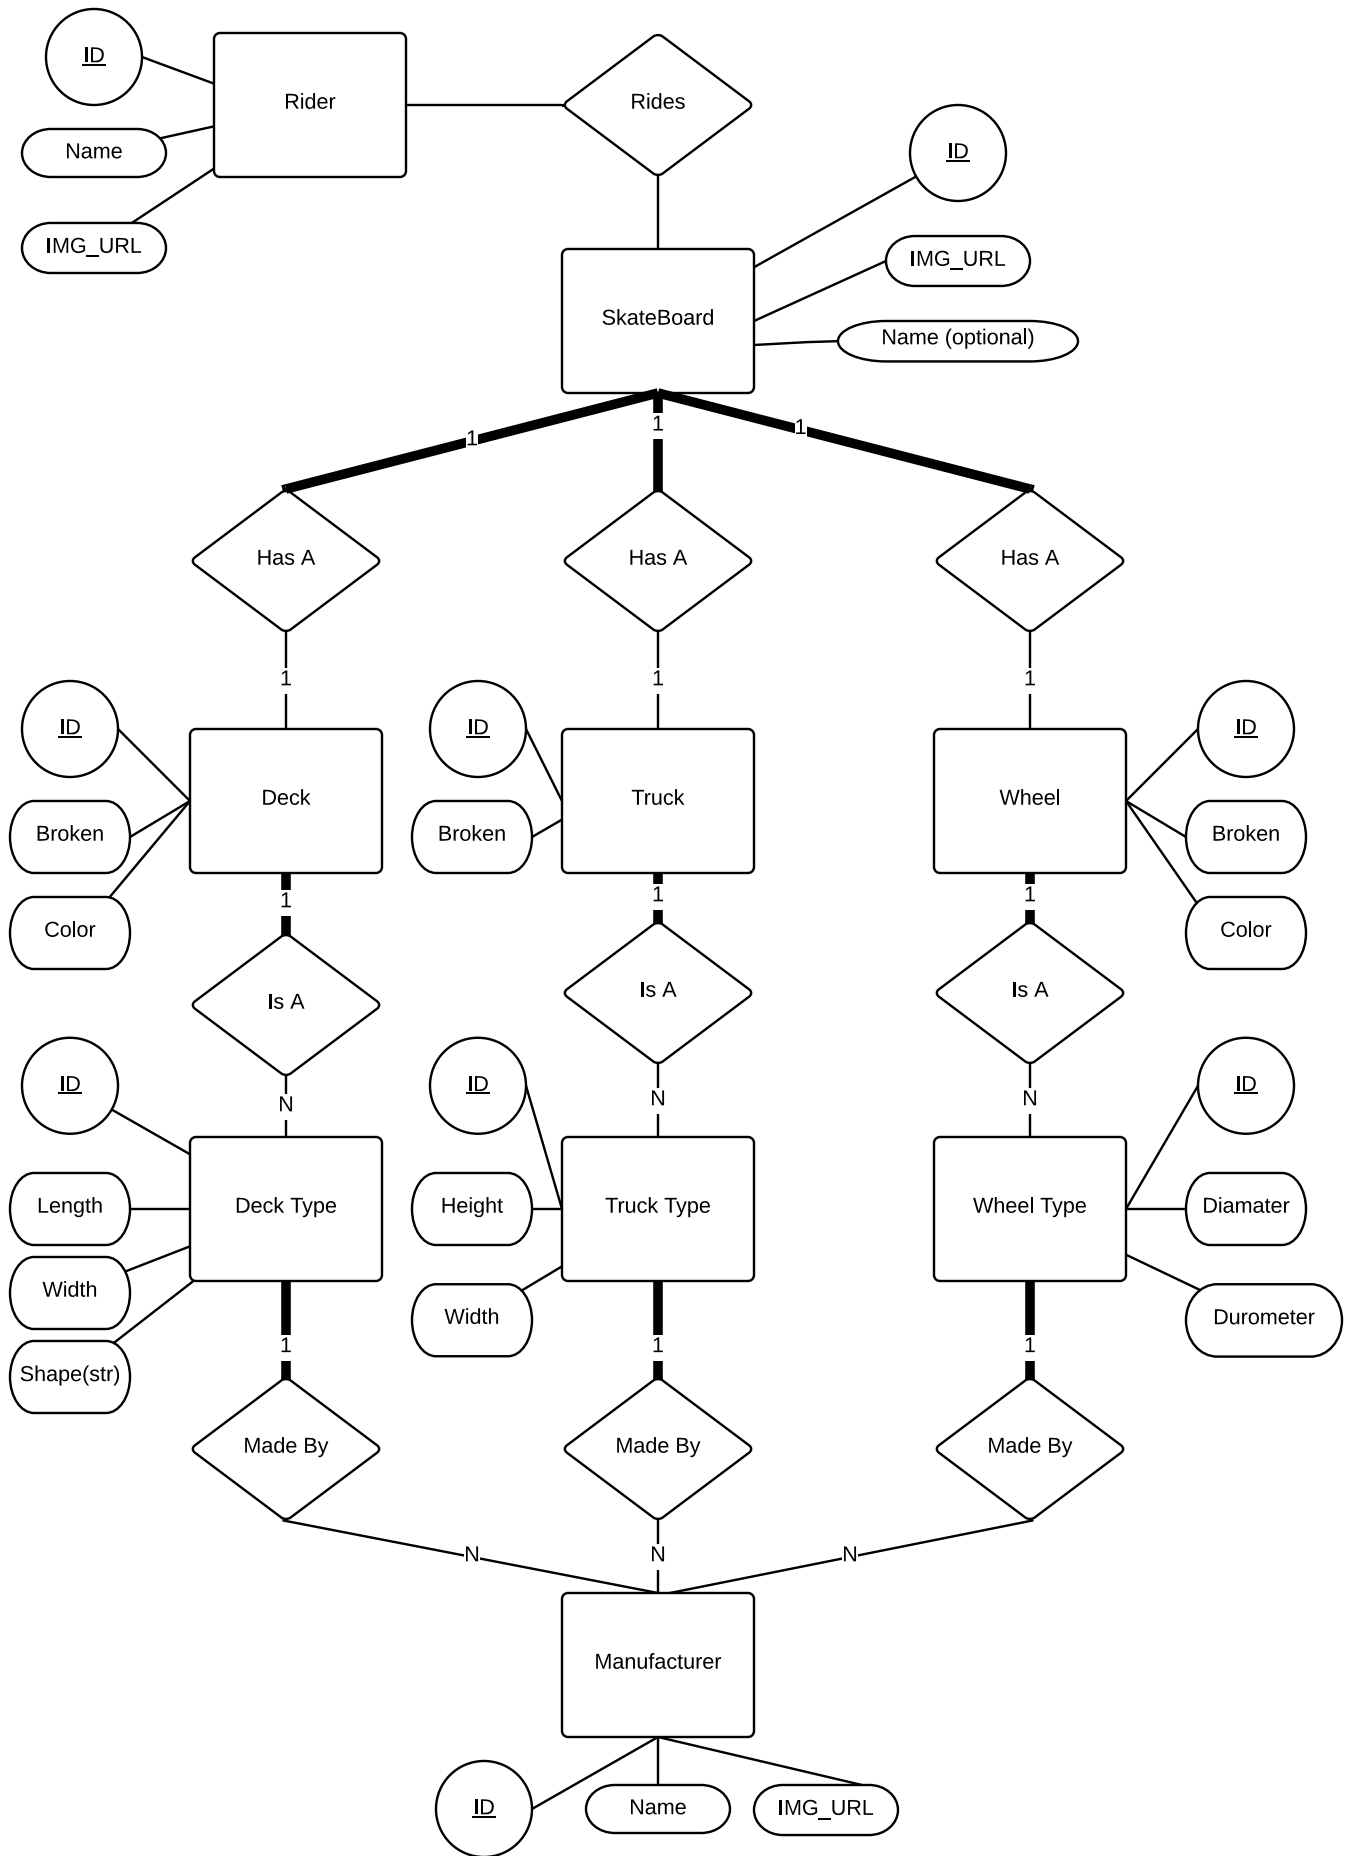 ID
Rider
Rides
Name
ID
IMG_URL
IMG_URL
SkateBoard
Name (optional)
1
1
1
Has A
Has A
Has A
1
1
1
ID
ID
ID
Deck
Truck
Wheel
Broken
Broken
Broken
1
1
1
Color
Color
Is A
Is A
Is A
ID
ID
ID
N
N
N
Length
Deck Type
Height
Truck Type
Wheel Type
Diamater
Width
Width
Durometer
1
1
1
Shape(str)
Made By
Made By
Made By
N
N
N
Manufacturer
ID
Name
IMG_URL